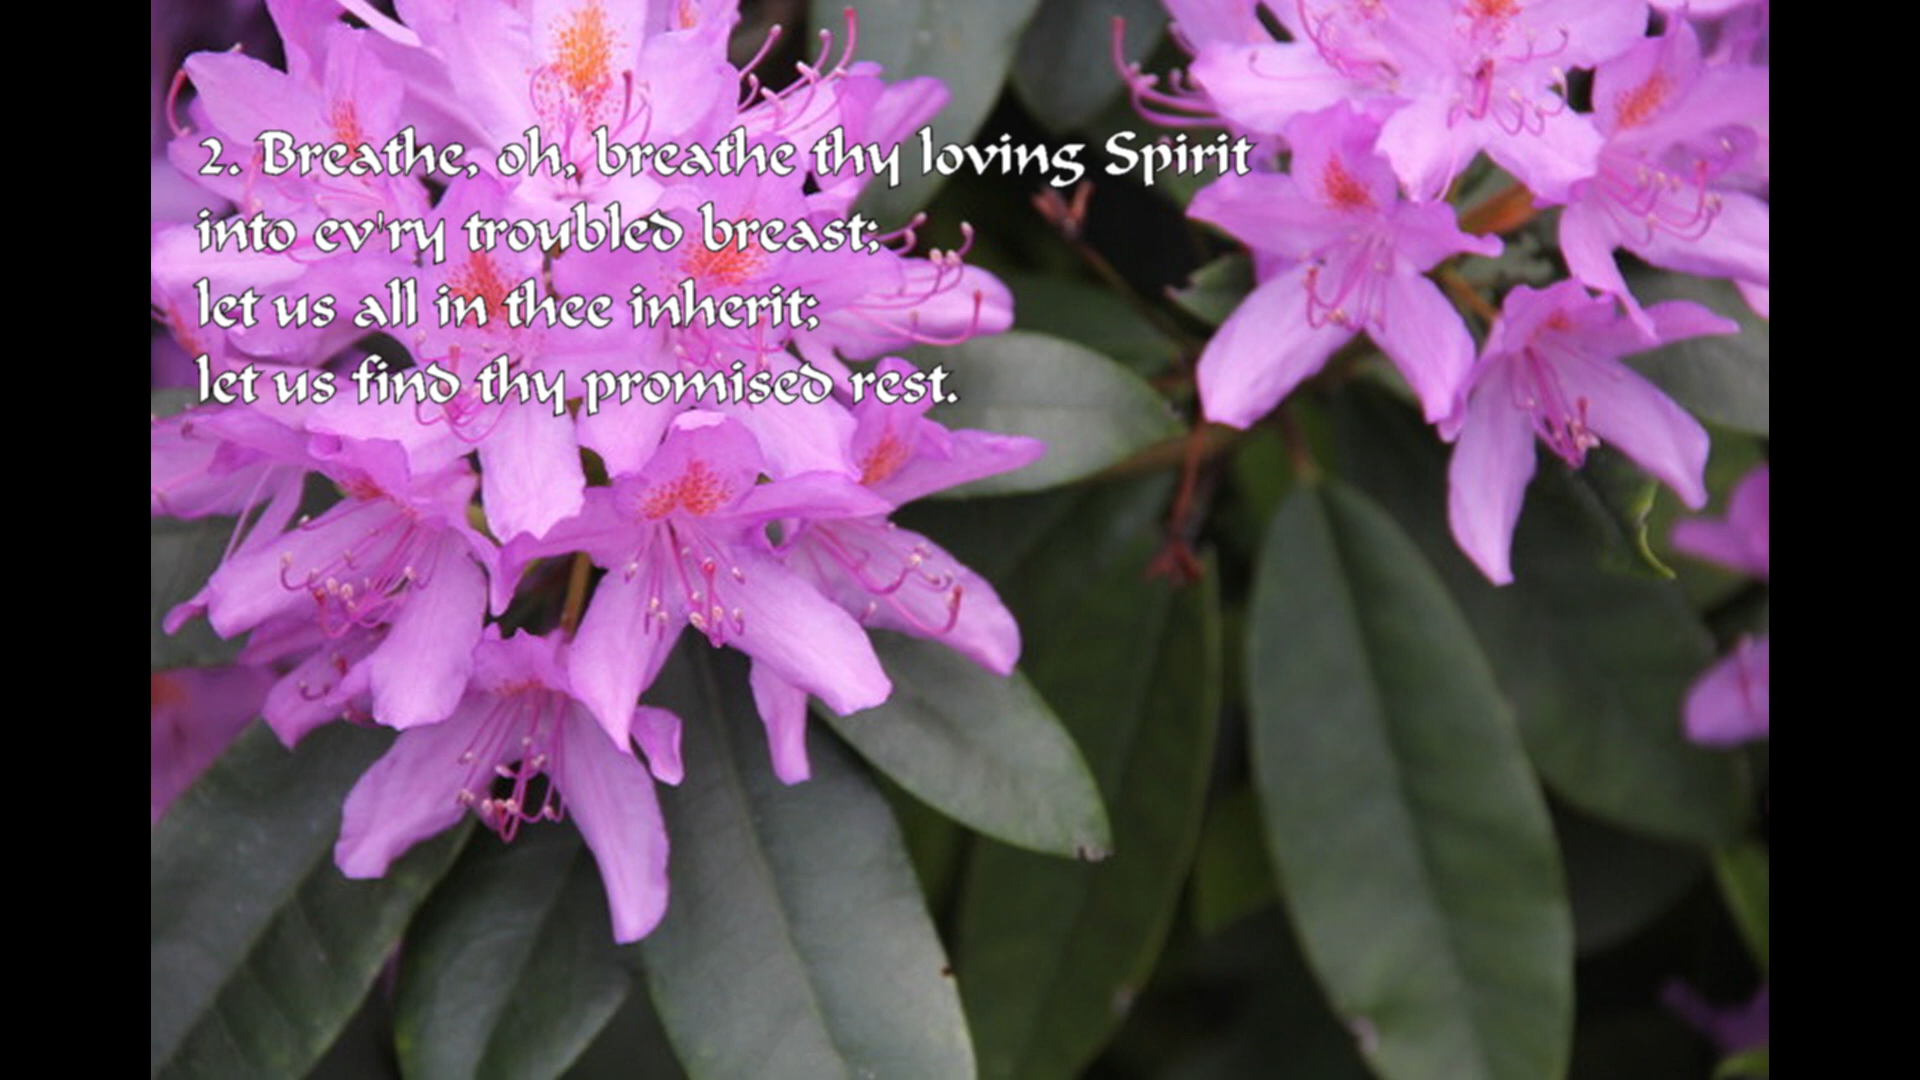 2. Breathe, oh, breathe thy loving Spirit
into ev'ry troubled breast;
let us all in thee inherit;
let us find thy promised rest.